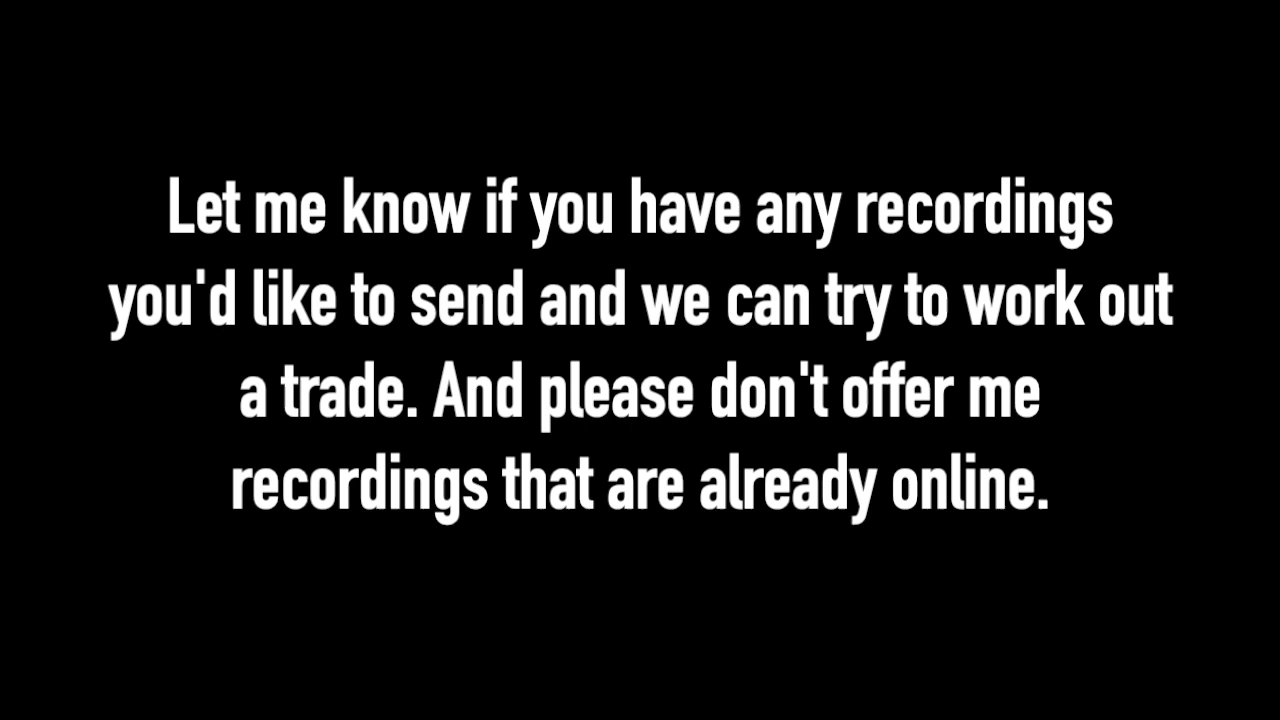 Let me know if you have any recordings
you'd like to send and we can try to work out
a trade. And please don't offer me
recordings that are already online.